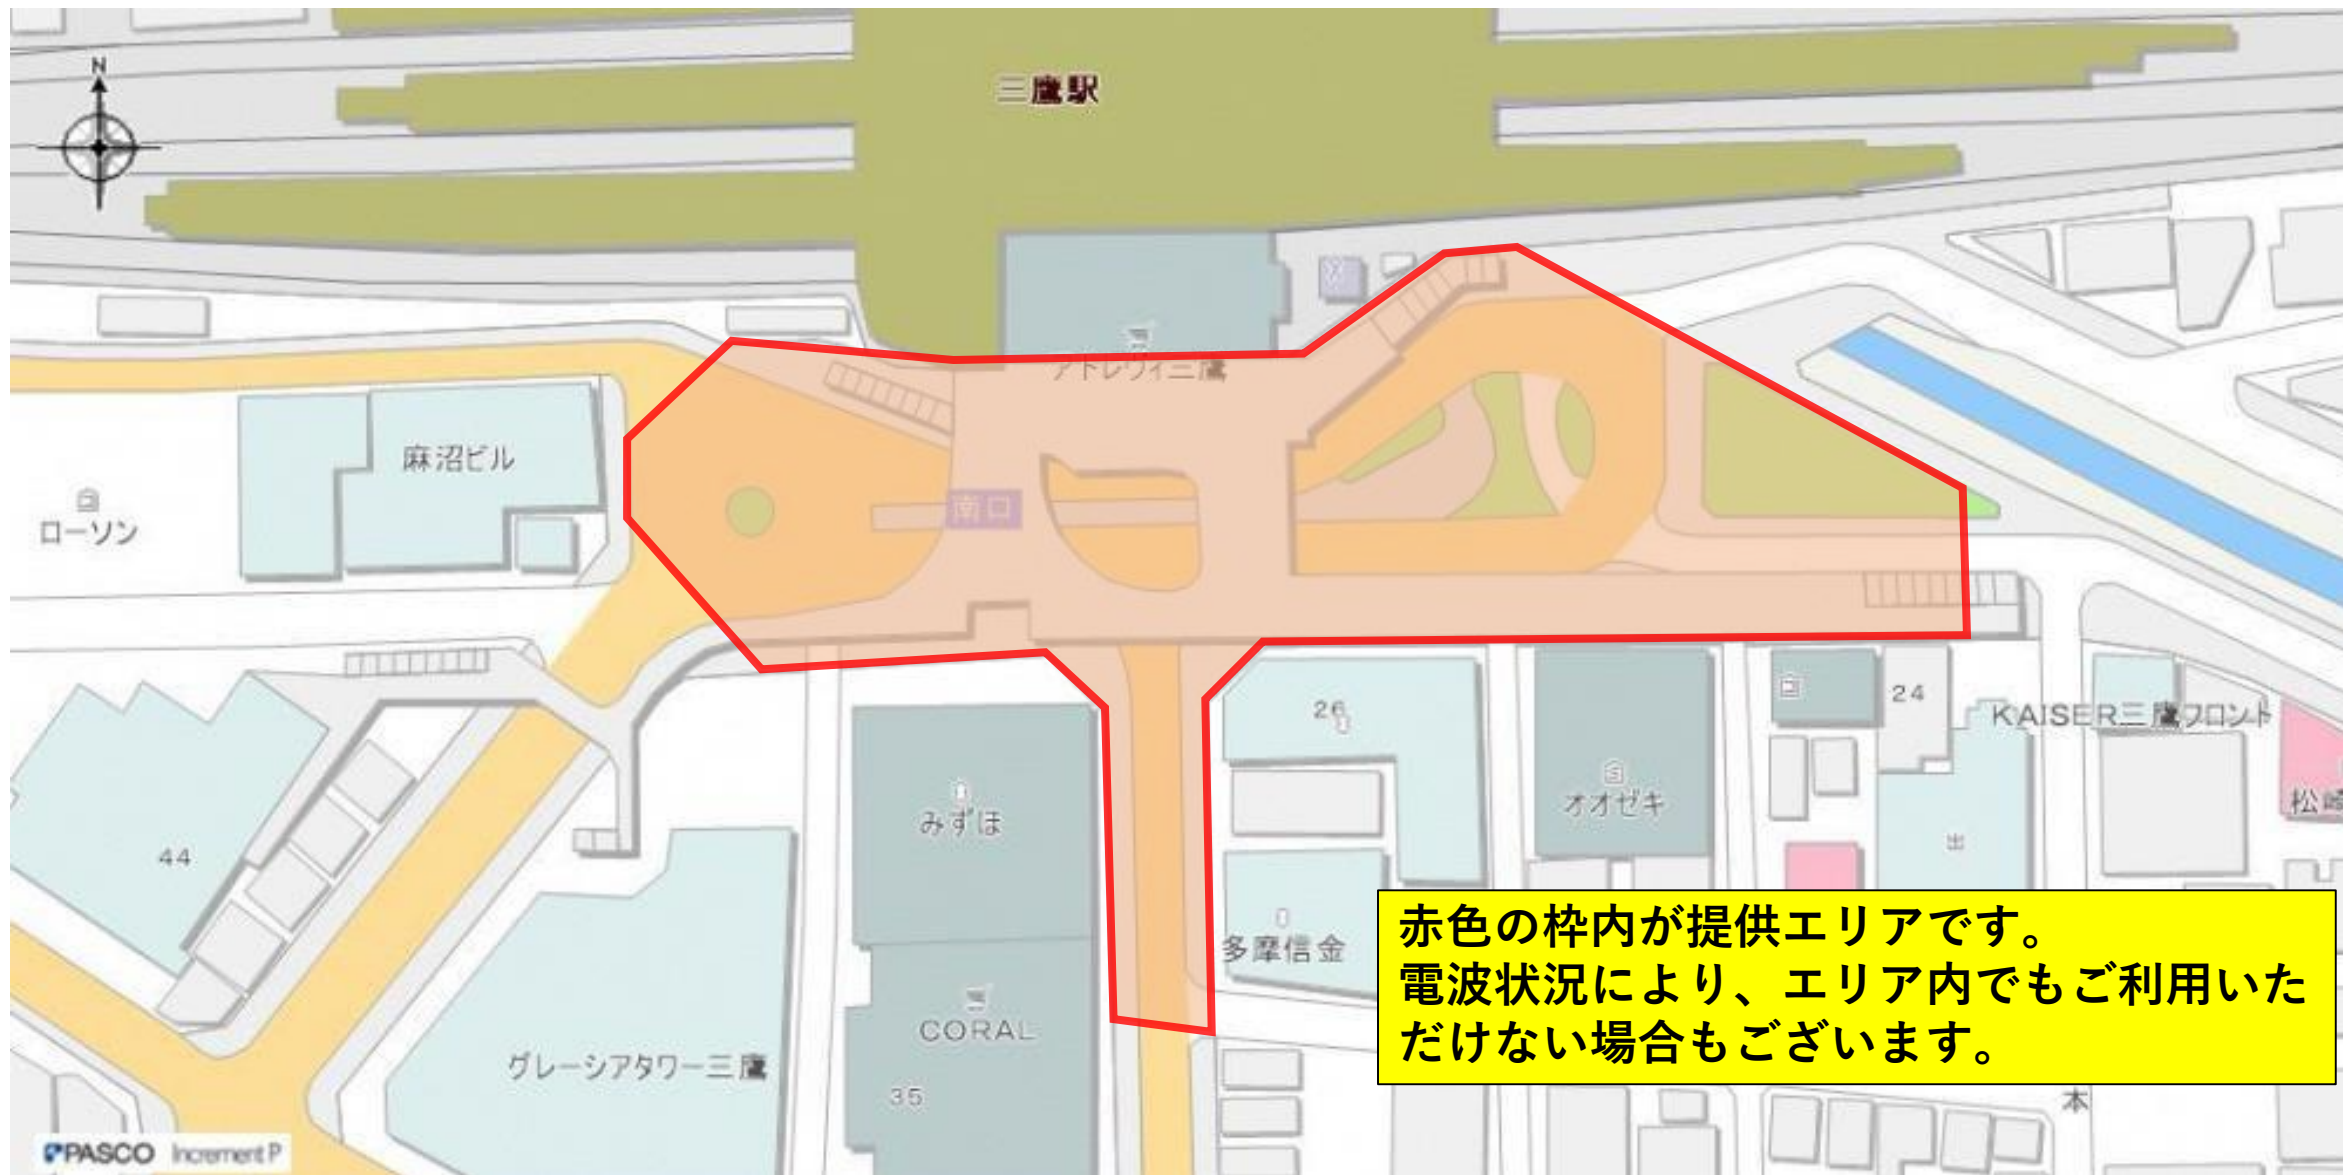 N
三鷹駅
アトレヴィ三鷹
麻沼ビル
ローソン
南口
26
24
KAISER三鷹フロント
みずほ
オオゼキ
松崎
44
多摩信金
赤色の枠内が提供エリアです。
電波状況により、エリア内でもご利用いた
だけない場合もございます。
CORAL
グレーシアタワー三鷹
35
本
PASCO Increment P